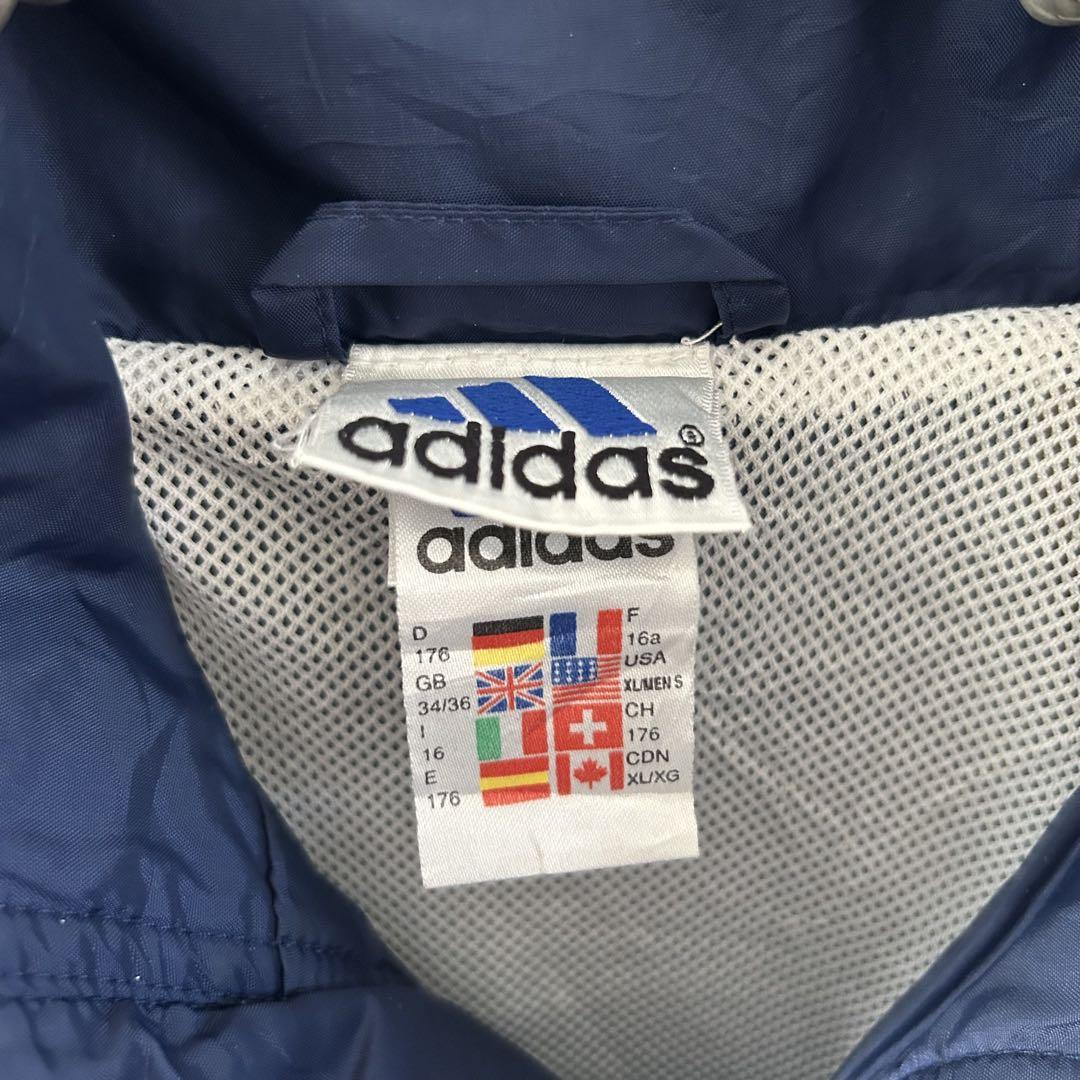 adidas®
adidas
D
176
GB
34/36
I
16
E
176
F
16a
USA
XL/MEN S
CH
176
CDN
XL/XG